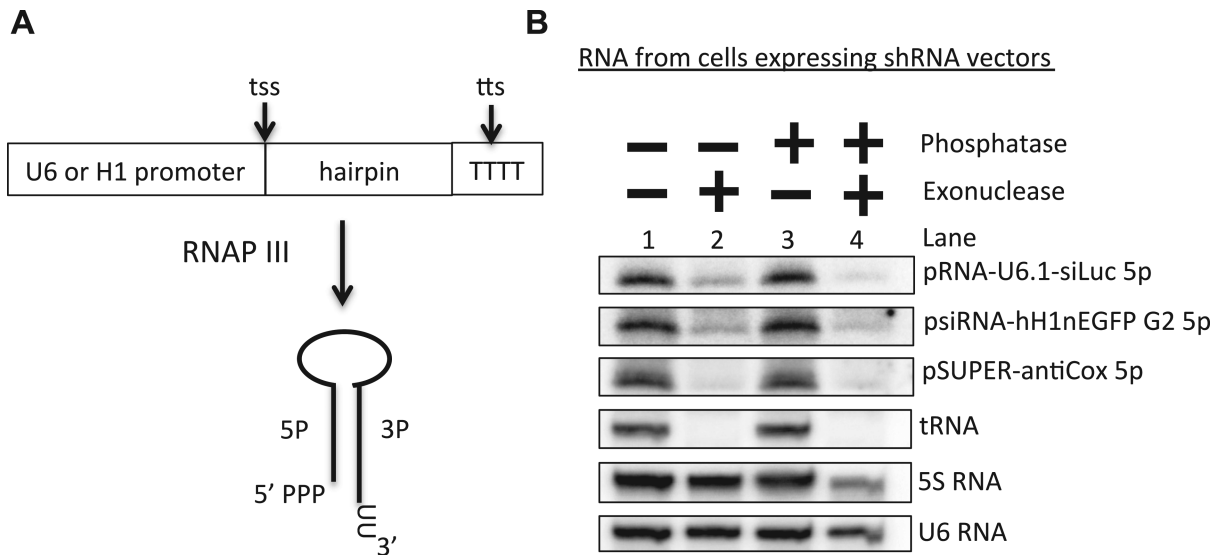 A
tss
tts
U6 or H1 promoter
hairpin
TTTT
RNAP III
5P
3P
5’ PPP
UU
3’
B
RNA from cells expressing shRNA vectors
– – + + Phosphatase
– + – + Exonuclease
1 2 3 4 Lane
pRNA-U6.1-siLuc 5p
psiRNA-hH1nEGFP G2 5p
pSUPER-antiCox 5p
tRNA
5S RNA
U6 RNA